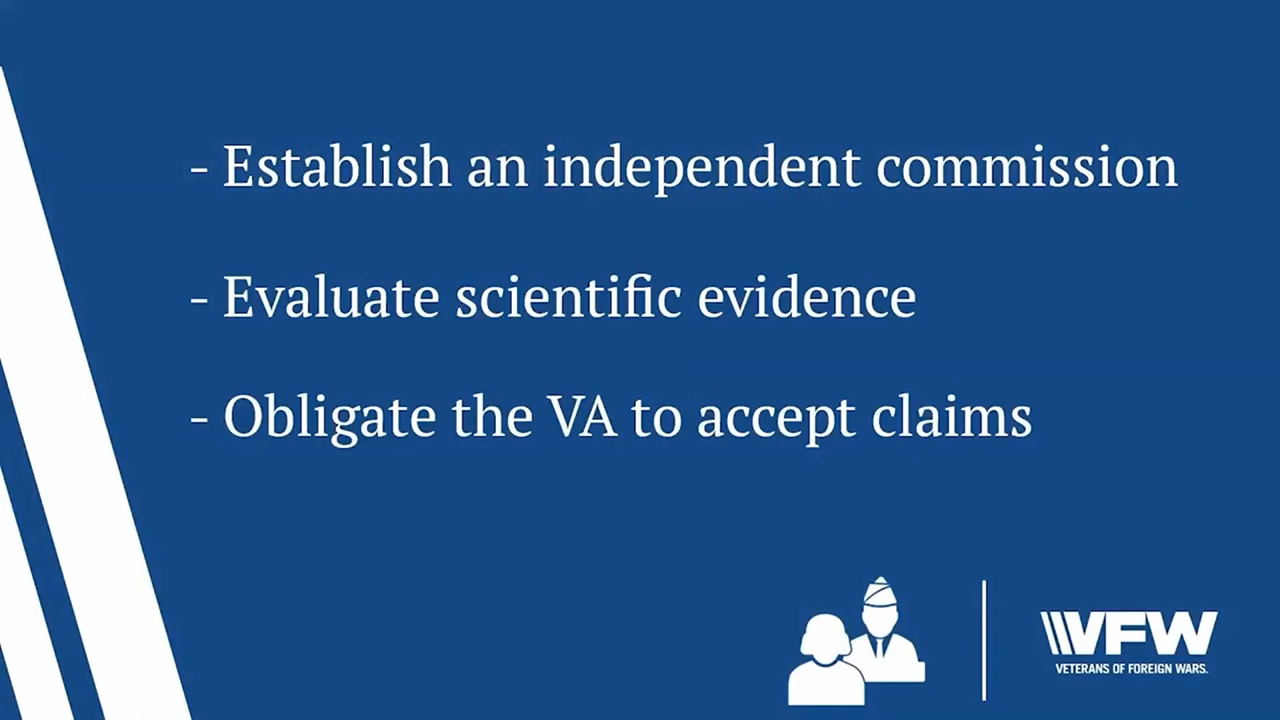 - Establish an independent commission
- Evaluate scientific evidence
- Obligate the VA to accept claims
VFW
VETERANS OF FOREIGN WARS.